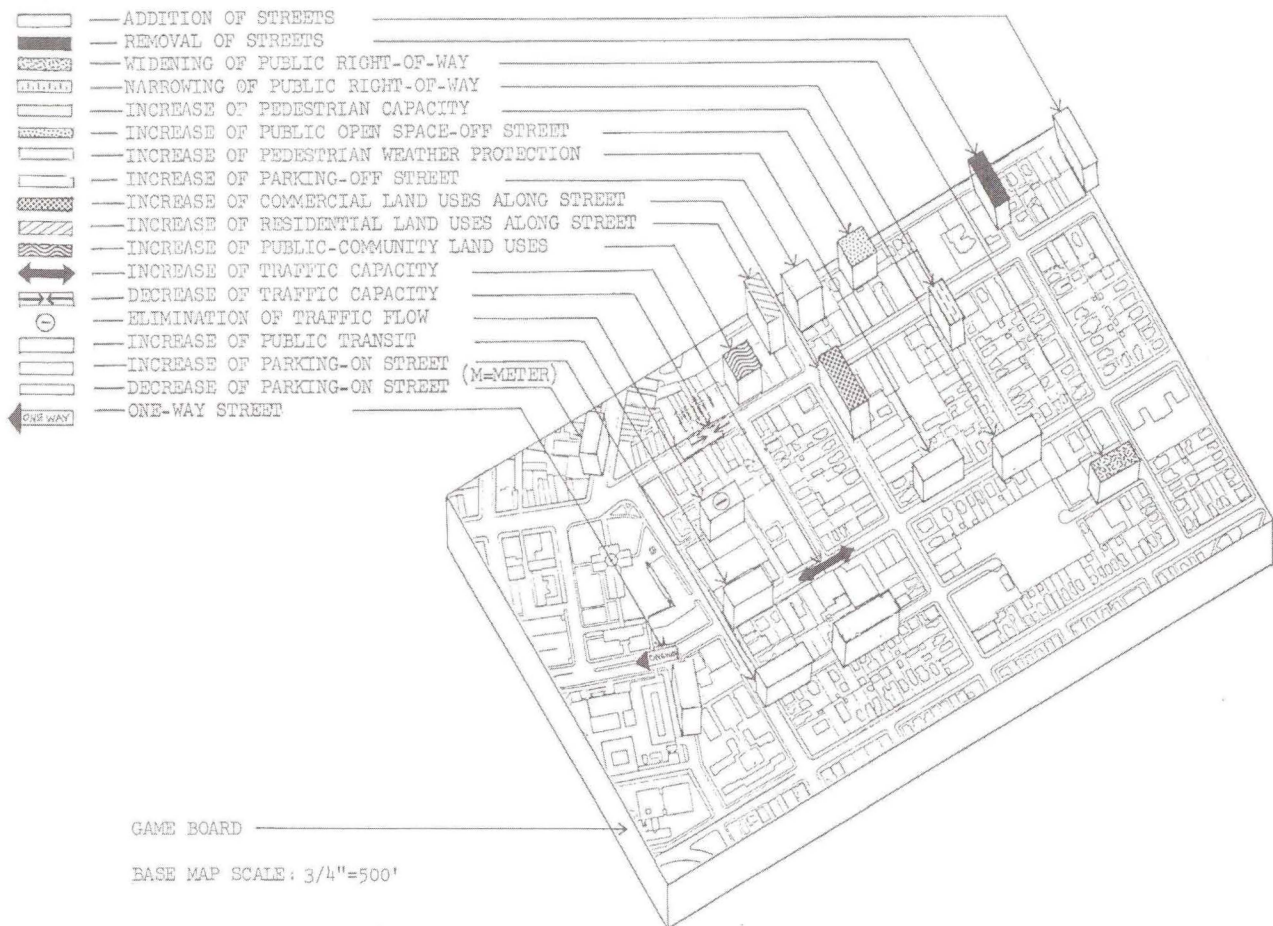 ADDITION OF STREETS
REMOVAL OF STREETS
WIDENING OF PUBLIC RIGHT-OF-WAY
NARROWING OF PUBLIC RIGHT-OF-WAY
INCREASE OF PEDESTRIAN CAPACITY
INCREASE OF PUBLIC OPEN SPACE-OFF STREET
INCREASE OF PEDESTRIAN WEATHER PROTECTION
INCREASE OF PARKING-OFF STREET
INCREASE OF COMMERCIAL LAND USES ALONG STREET
INCREASE OF RESIDENTIAL LAND USES ALONG STREET
INCREASE OF PUBLIC-COMMUNITY LAND USES
INCREASE OF TRAFFIC CAPACITY
DECREASE OF TRAFFIC CAPACITY
ELIMINATION OF TRAFFIC FLOW
INCREASE OF PUBLIC TRANSIT
INCREASE OF PARKING-ON STREET
(M=METER)
DECREASE OF PARKING-ON STREET
ONE WAY
ONE-WAY STREET
GAME BOARD
BASE MAP SCALE: 3/4"=500'